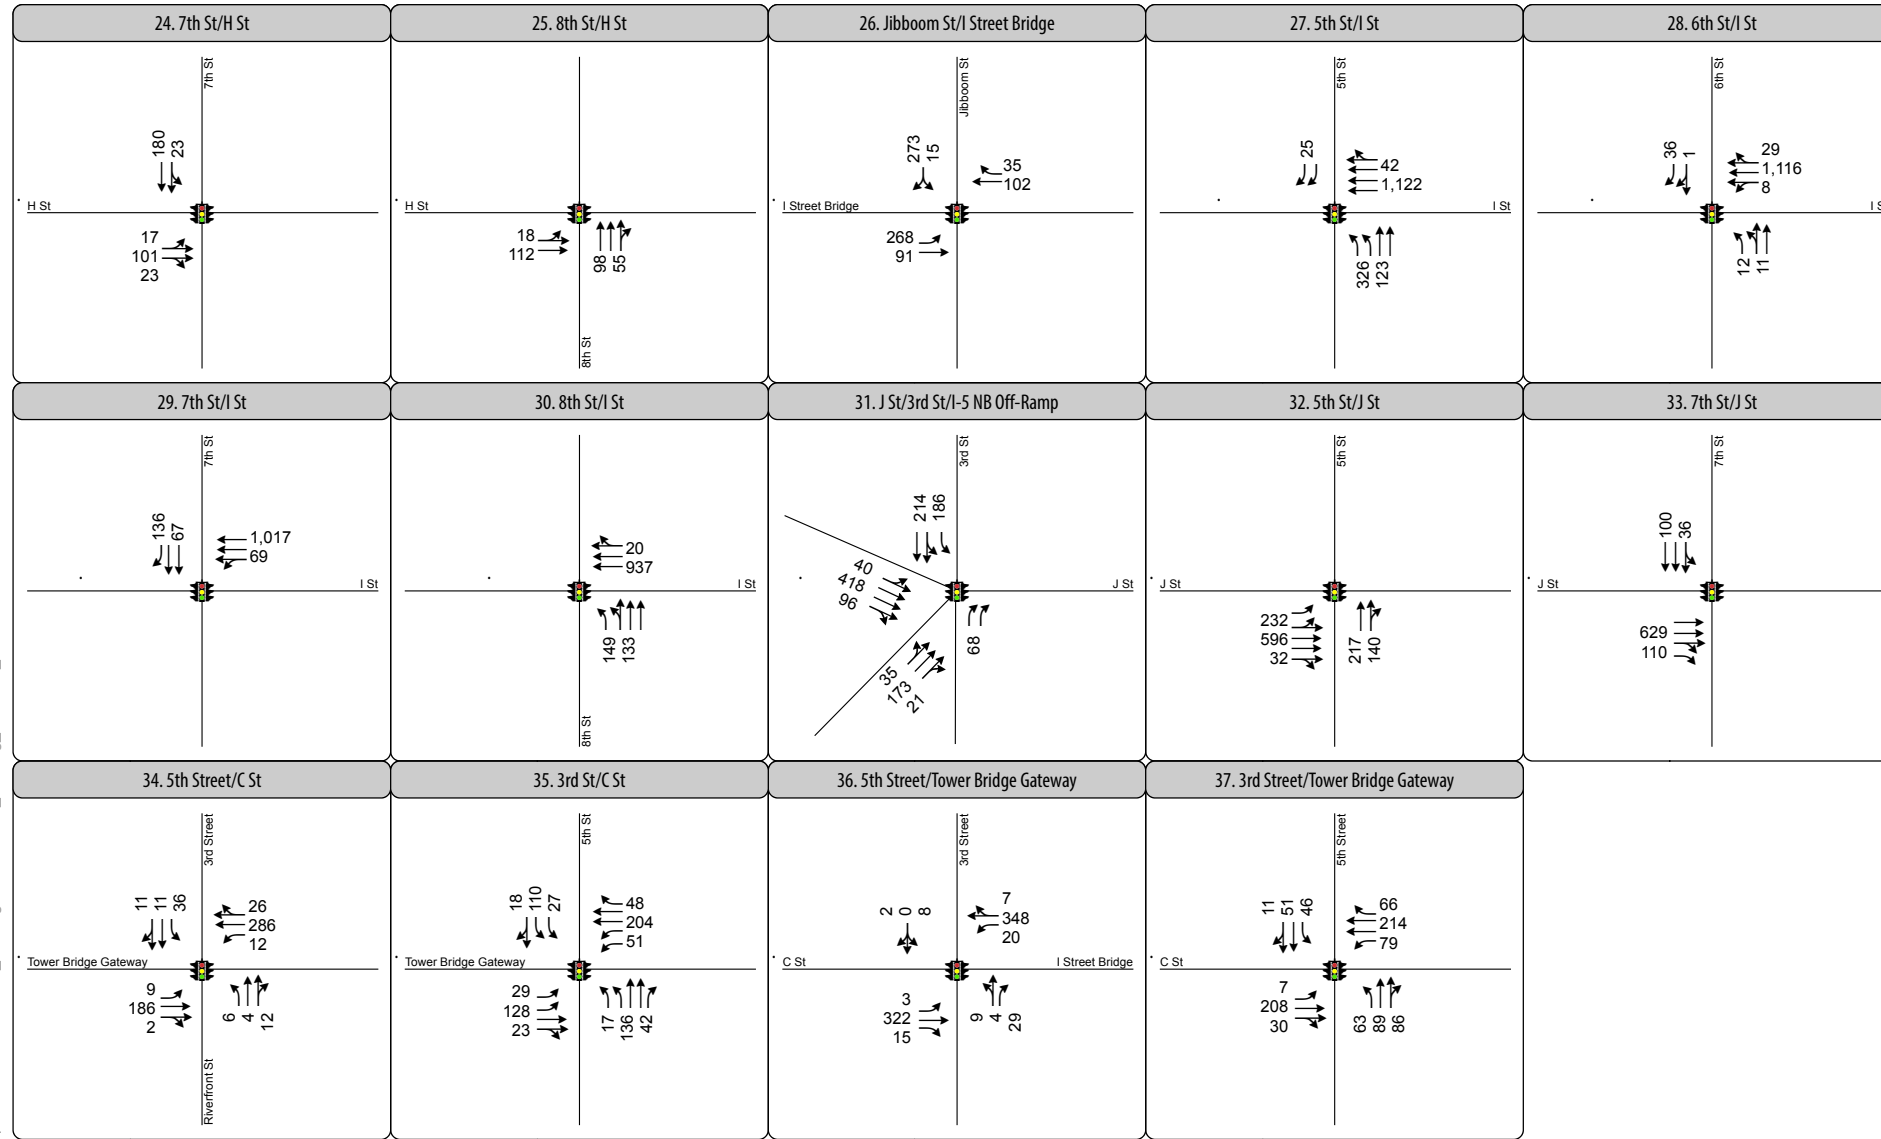 24. 7th St/H St
7th St
180
23
H St
17
101
23
25. 8th St/H St
H St
18
112
98
55
8th St
26. Jibboom St/I Street Bridge
Jibboom St
273
15
35
102
I Street Bridge
268
91
27. 5th St/I St
5th St
25
42
1,122
I St
326
123
28. 6th St/I St
6th St
36
1
29
1,116
8
12
11
29. 7th St/I St
7th St
136
67
1,017
69
I St
30. 8th St/I St
20
937
I St
149
133
8th St
31. J St/3rd St/I-5 NB Off-Ramp
3rd St
214
186
40
418
96
J St
35
173
21
68
32. 5th St/J St
5th St
J St
232
596
32
217
140
33. 7th St/J St
7th St
100
36
J St
629
110
34. 5th Street/C St
3rd Street
11
11
36
26
286
12
Tower Bridge Gateway
9
186
2
6
4
12
Riverfront St
35. 3rd St/C St
5th St
18
110
27
48
204
51
Tower Bridge Gateway
29
128
23
17
136
42
36. 5th Street/Tower Bridge Gateway
3rd Street
2
0
8
7
348
20
C St
I Street Bridge
3
322
15
9
4
29
37. 3rd Street/Tower Bridge Gateway
5th Street
11
51
46
66
214
79
C St
7
208
30
63
89
86